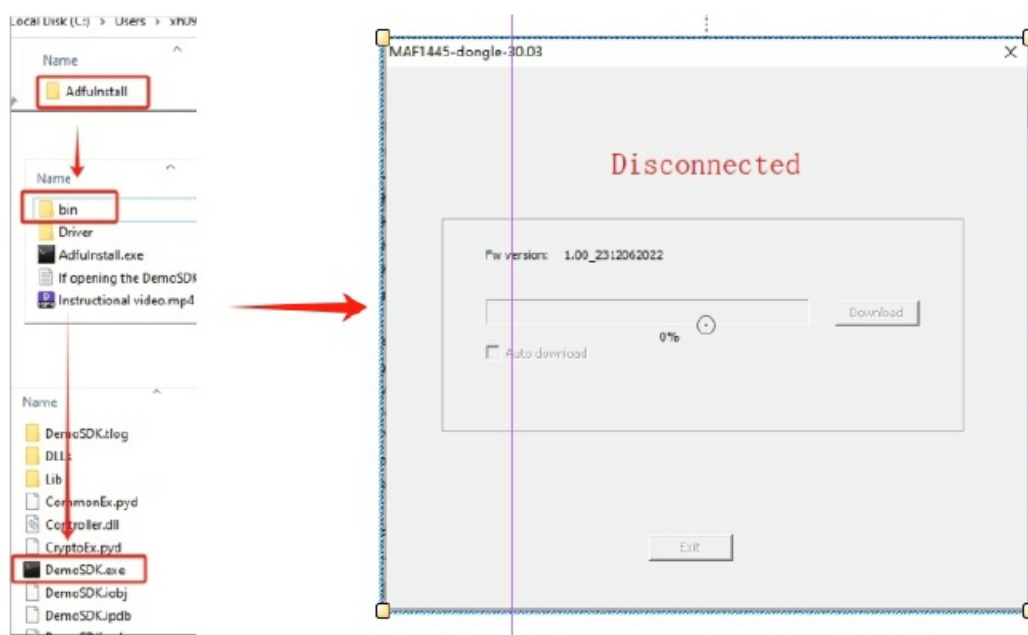 Local Disk (C:) > Users > xh09
Name
AdfuInstall
Name
bin
Driver
AdfuInstall.exe
If opening the DemoSDK
Instructional video.mp4
Name
DemoSDK.tlog
DLLs
Lib
CommonEx.pyd
Controller.dll
CryptoEx.pyd
DemoSDK.exe
DemoSDK.iobj
DemoSDK.ipdb
MAF1445-dongle-30.03
Disconnected
Fw version: 1.00_2312062022
Download
0%
Auto download
Exit